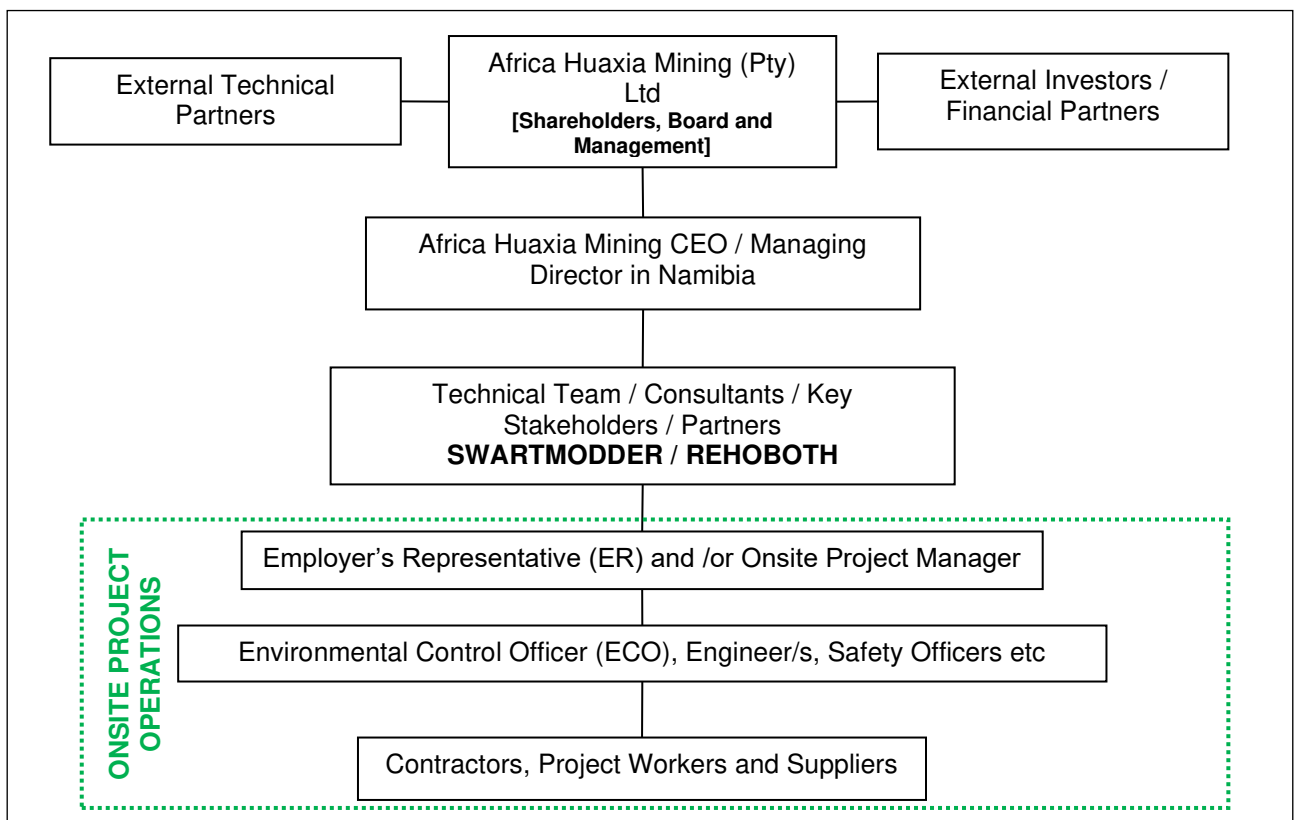 External Technical
Partners
Africa Huaxia Mining (Pty)
Ltd
[Shareholders, Board and
Management]
External Investors /
Financial Partners
Africa Huaxia Mining CEO / Managing
Director in Namibia
Technical Team / Consultants / Key
Stakeholders / Partners
SWARTMODDER / REHOBOTH
ONSITE PROJECT
OPERATIONS
Employer’s Representative (ER) and /or Onsite Project Manager
Environmental Control Officer (ECO), Engineer/s, Safety Officers etc
Contractors, Project Workers and Suppliers